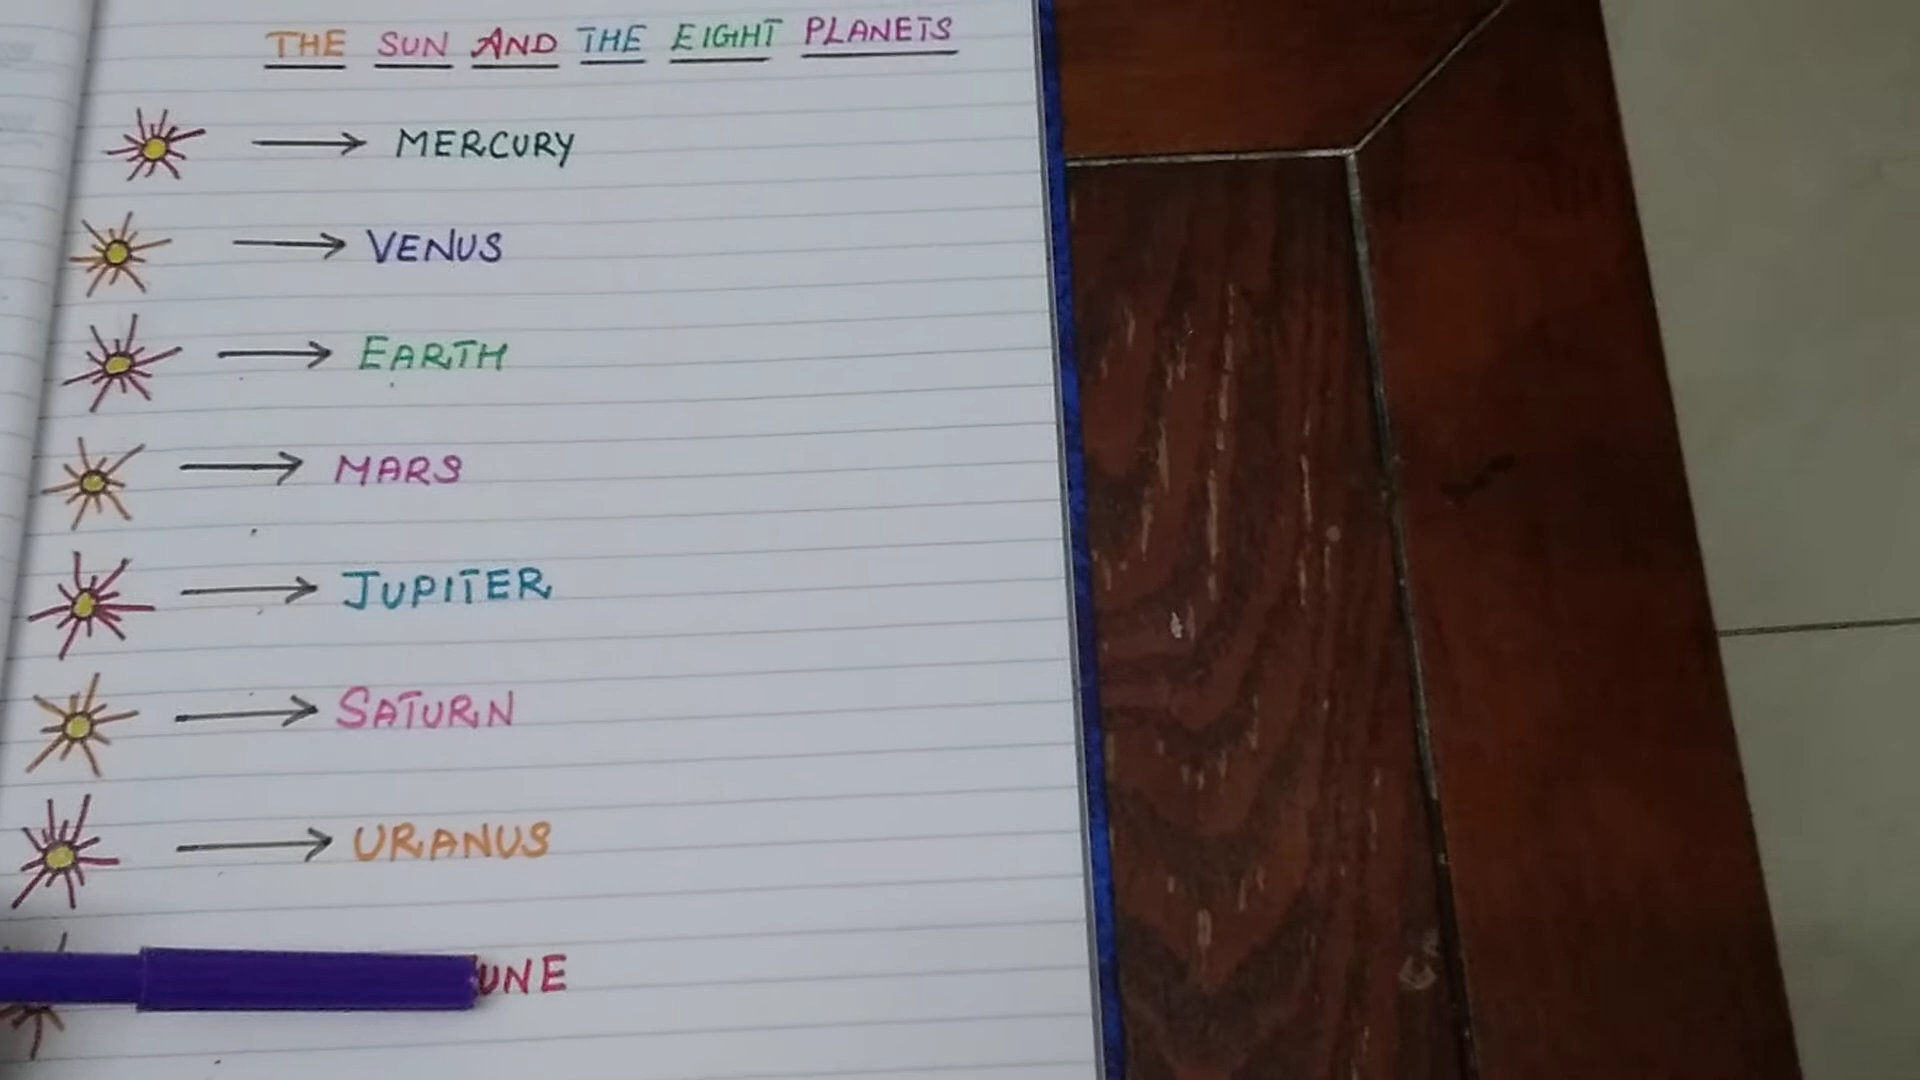 THE SUN AND THE EIGHT PLANETS
MERCURY
VENUS
EARTH
MARS
JUPITER
SATURN
URANUS
UNE